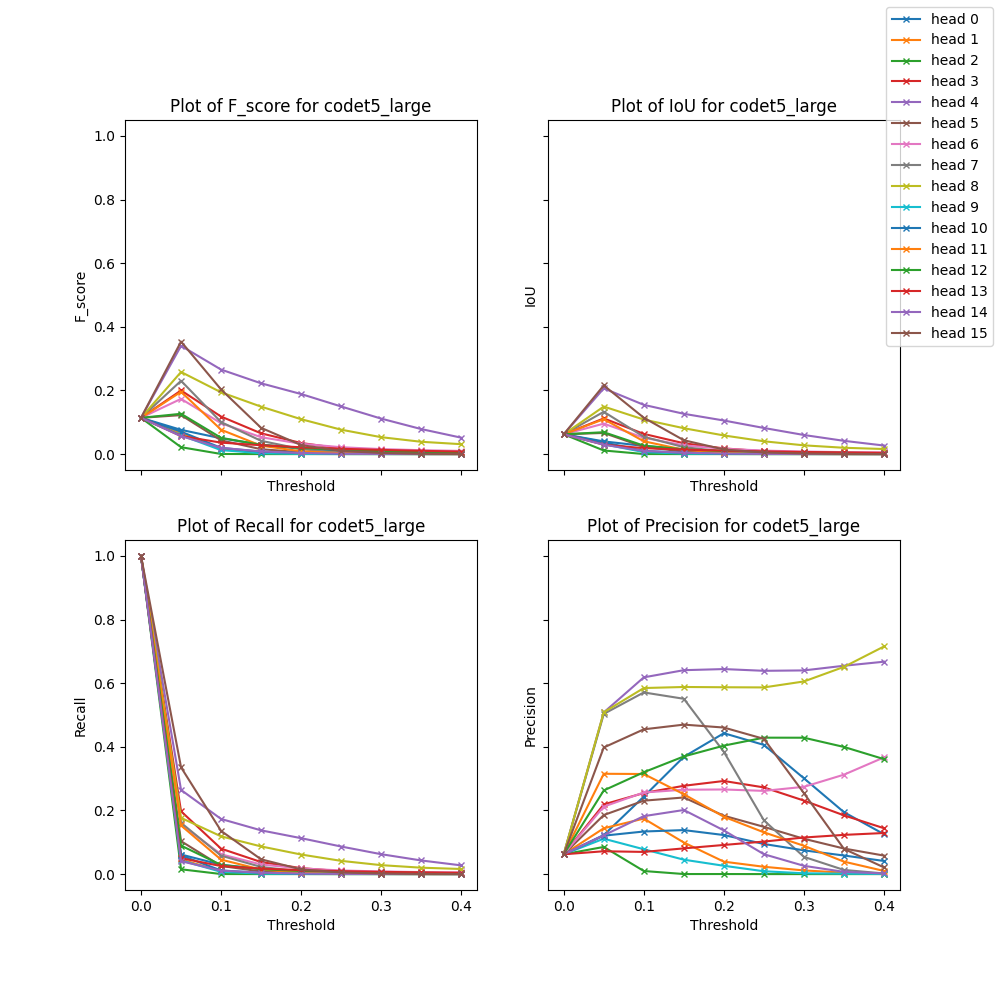 Plot of F_score for codet5_large
1.0
0.8
0.6
0.4
0.2
0.0
F_score
Threshold
Plot of IoU for codet5_large
IoU
Threshold
head 0
head 1
head 2
head 3
head 4
head 5
head 6
head 7
head 8
head 9
head 10
head 11
head 12
head 13
head 14
head 15
Plot of Recall for codet5_large
1.0
0.8
0.6
0.4
0.2
0.0
Recall
0.0 0.1 0.2 0.3 0.4
Threshold
Plot of Precision for codet5_large
Precision
0.0 0.1 0.2 0.3 0.4
Threshold